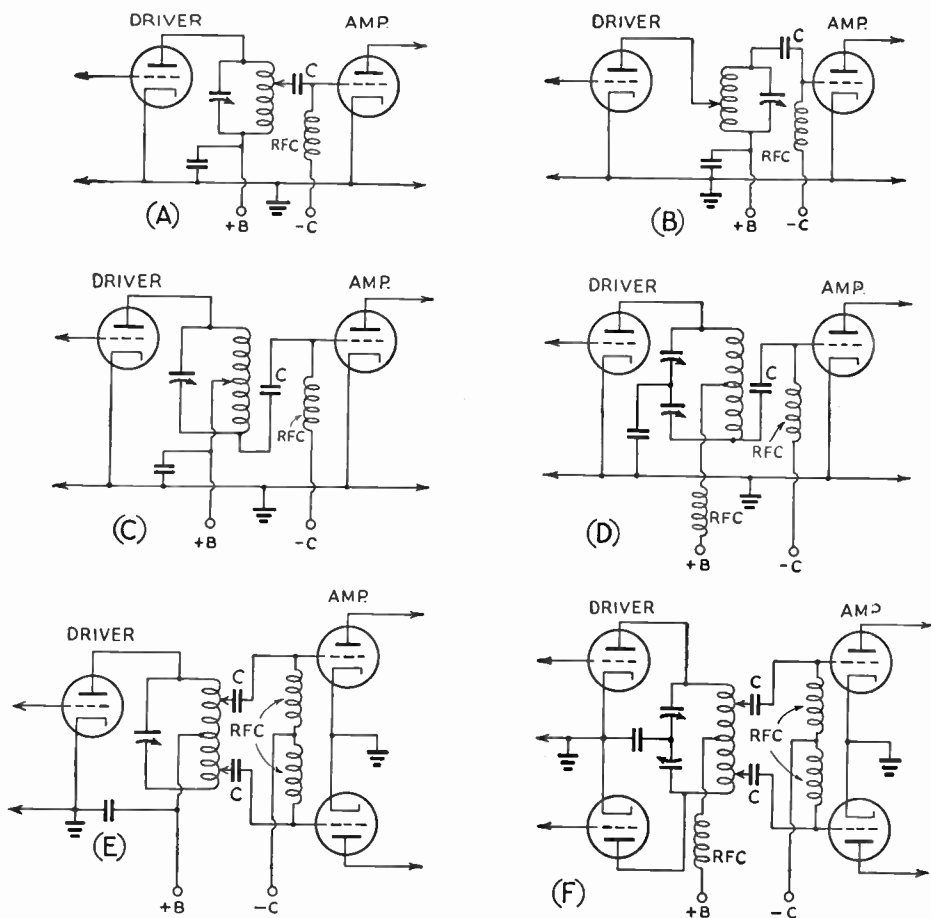 DRIVER
AMP.
C
RFC
+B
-C
(A)
DRIVER
AMP.
C
RFC
+B
-C
(B)
DRIVER
AMP.
C
RFC
+B
-C
(C)
DRIVER
AMP.
C
RFC
RFC
+B
-C
(D)
DRIVER
AMP.
C
RFC
C
+B
-C
(E)
DRIVER
AMP
C
RFC
C
RFC
+B
-C
(F)